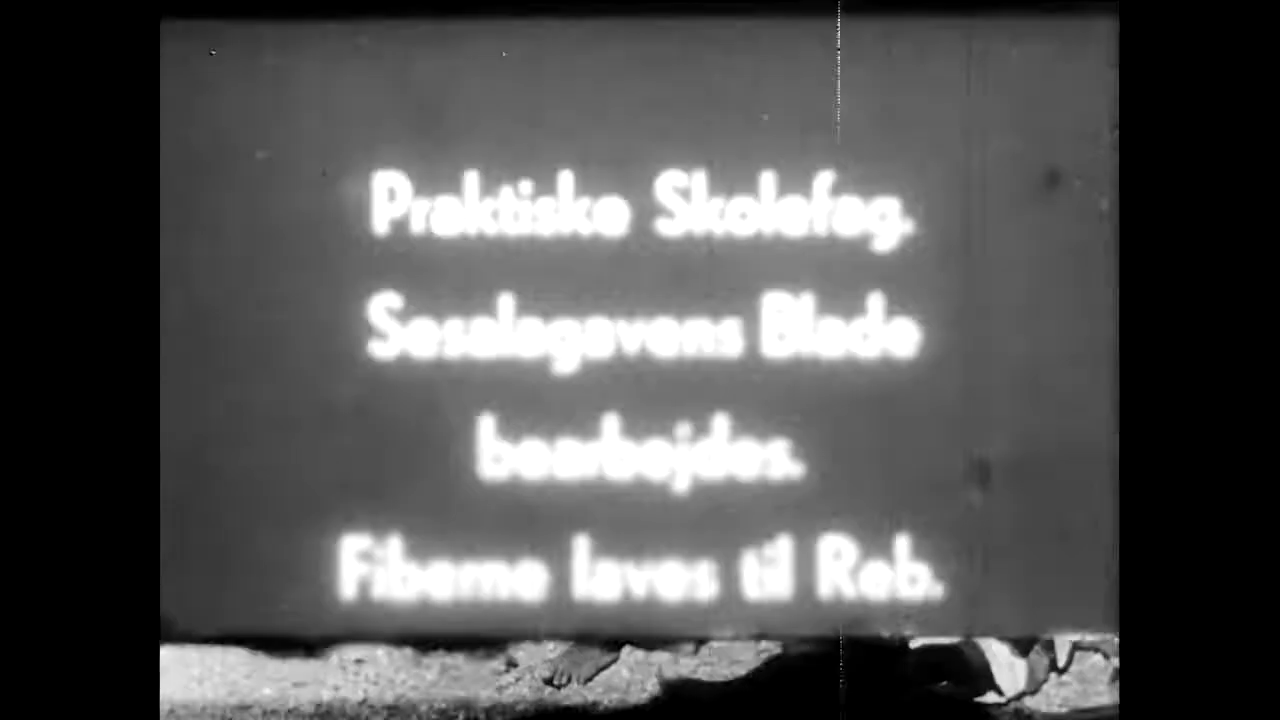 Praktiske Skolefag.
Sesalagavens Blade
bearbejdes.
Fiberne laves til Reb.